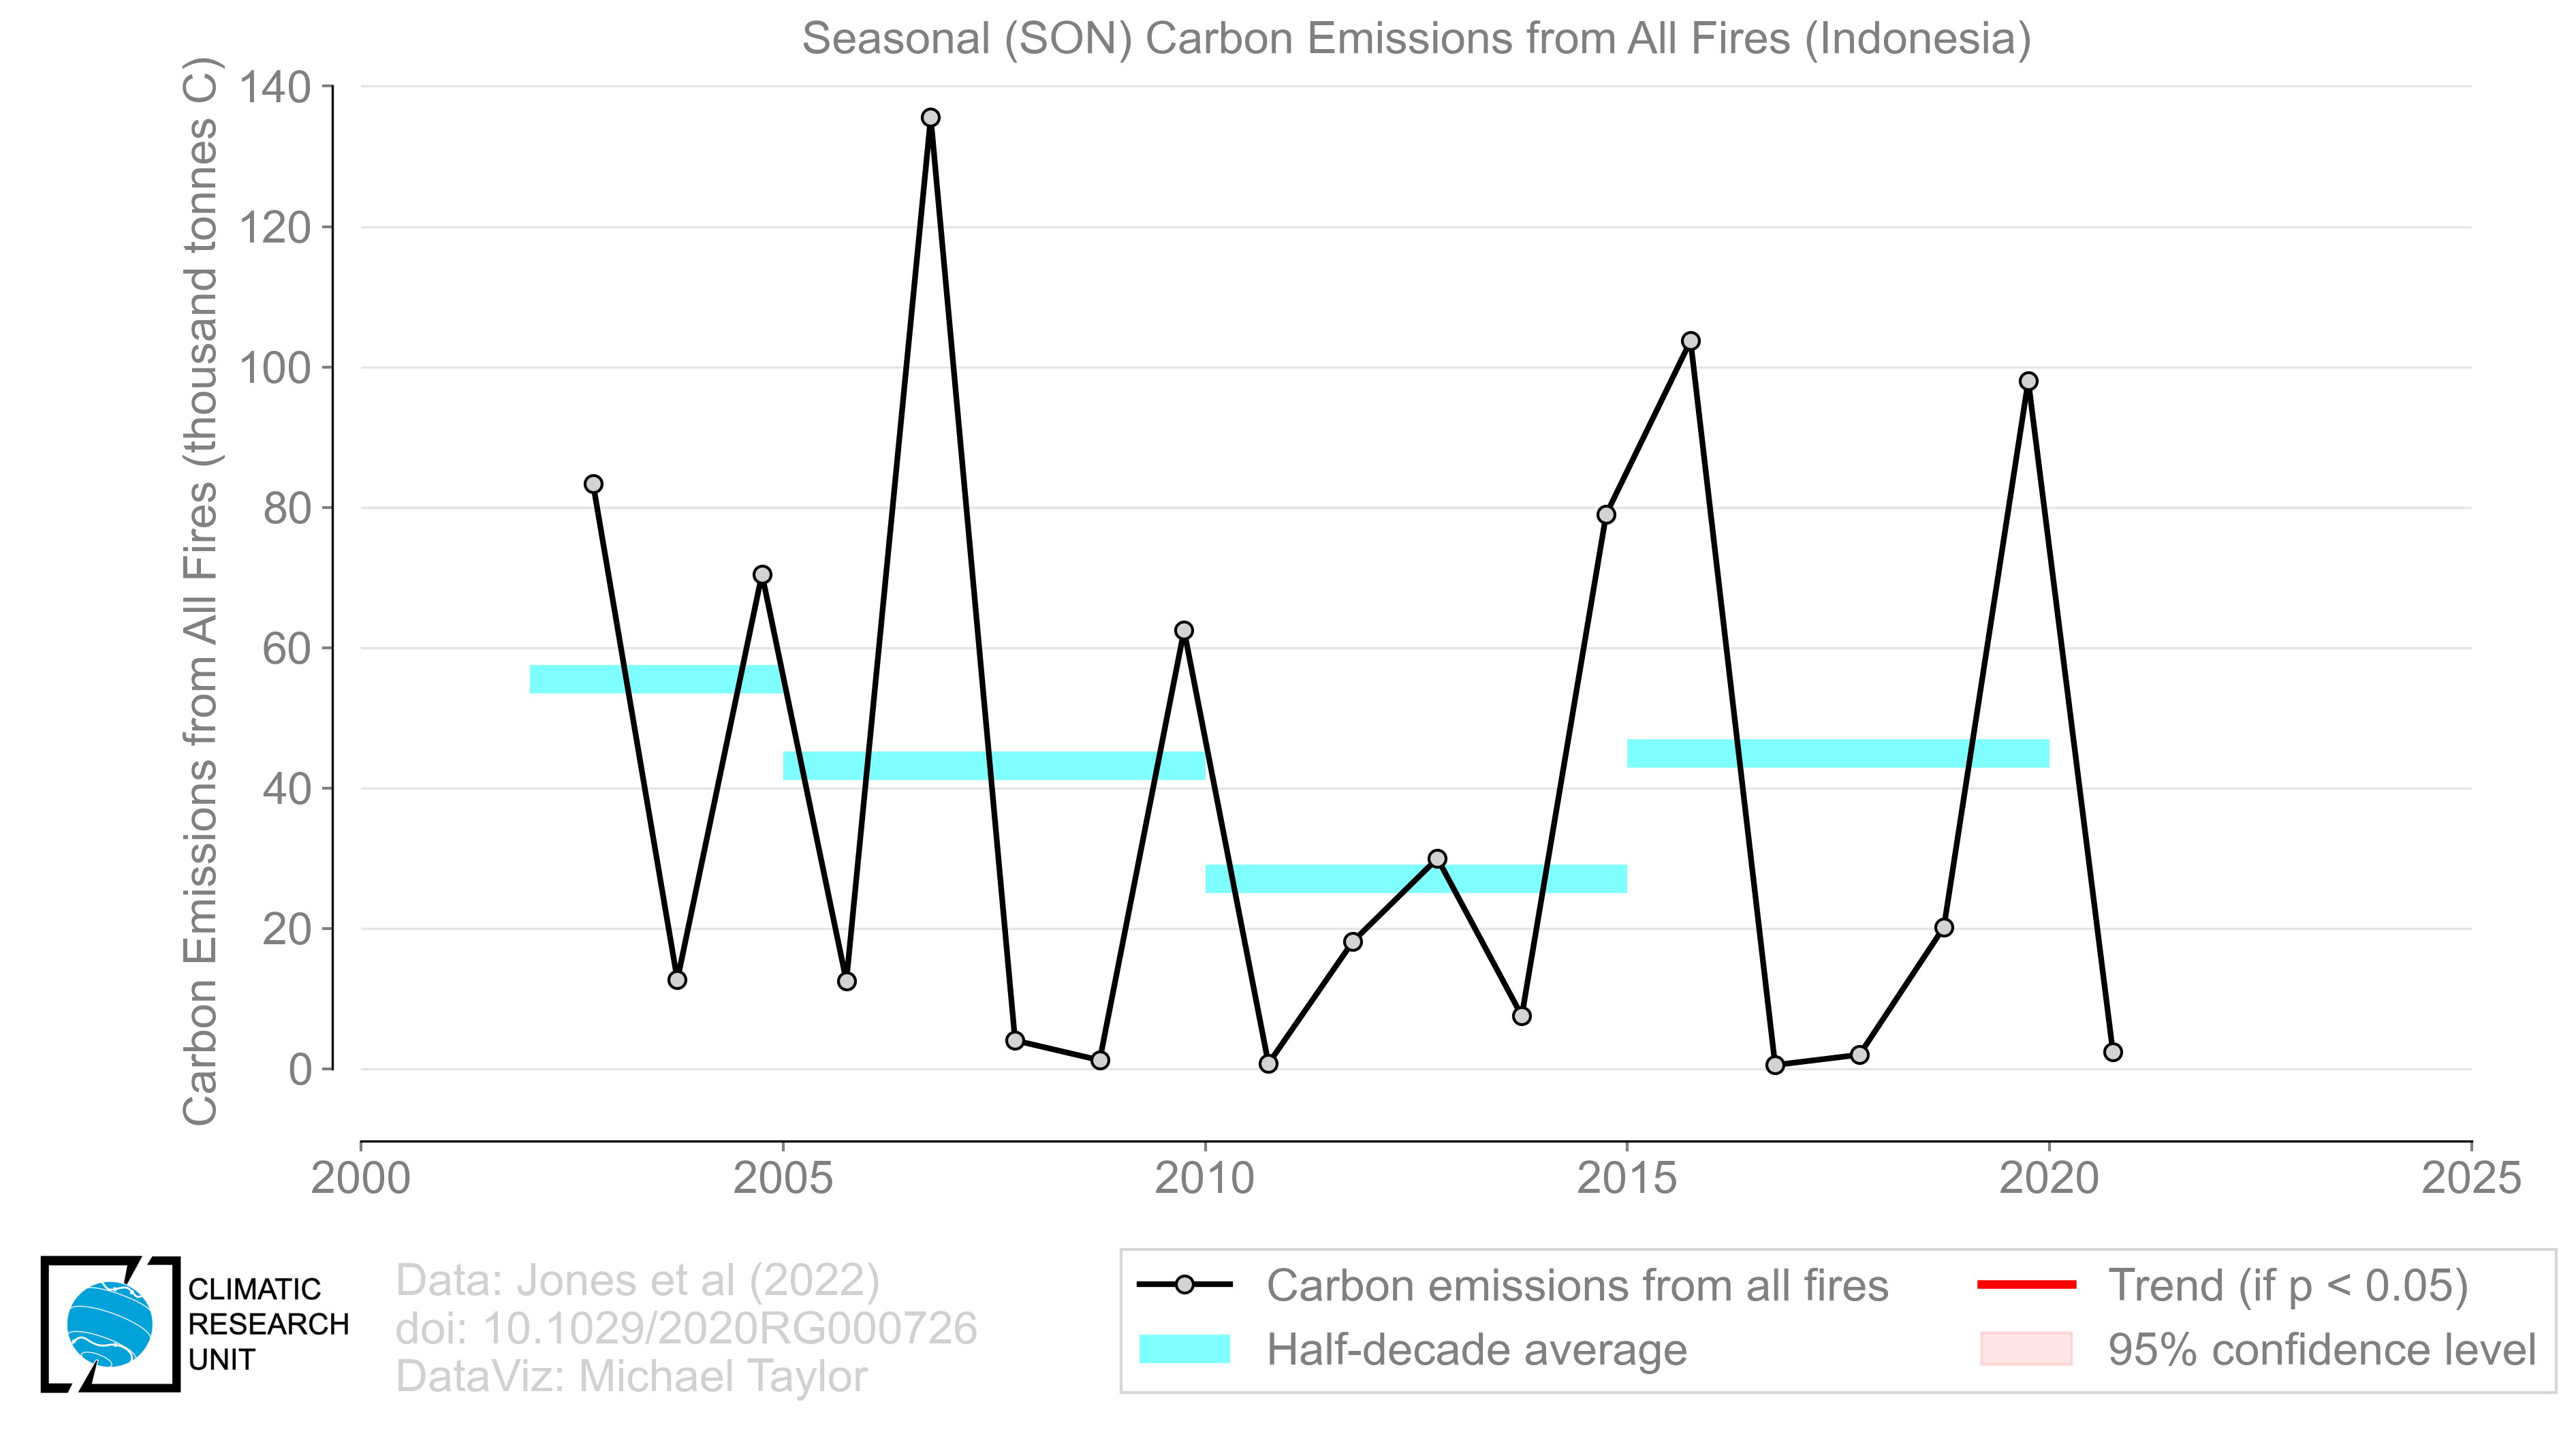 Seasonal (SON) Carbon Emissions from All Fires (Indonesia)
Carbon Emissions from All Fires (thousand tonnes C)
140
120
100
80
60
40
20
0
2000 2005 2010 2015 2020 2025
CLIMATIC
RESEARCH
UNIT
Data: Jones et al (2022)
doi: 10.1029/2020RG000726
DataViz: Michael Taylor
Carbon emissions from all fires
Half-decade average
Trend (if p < 0.05)
95% confidence level